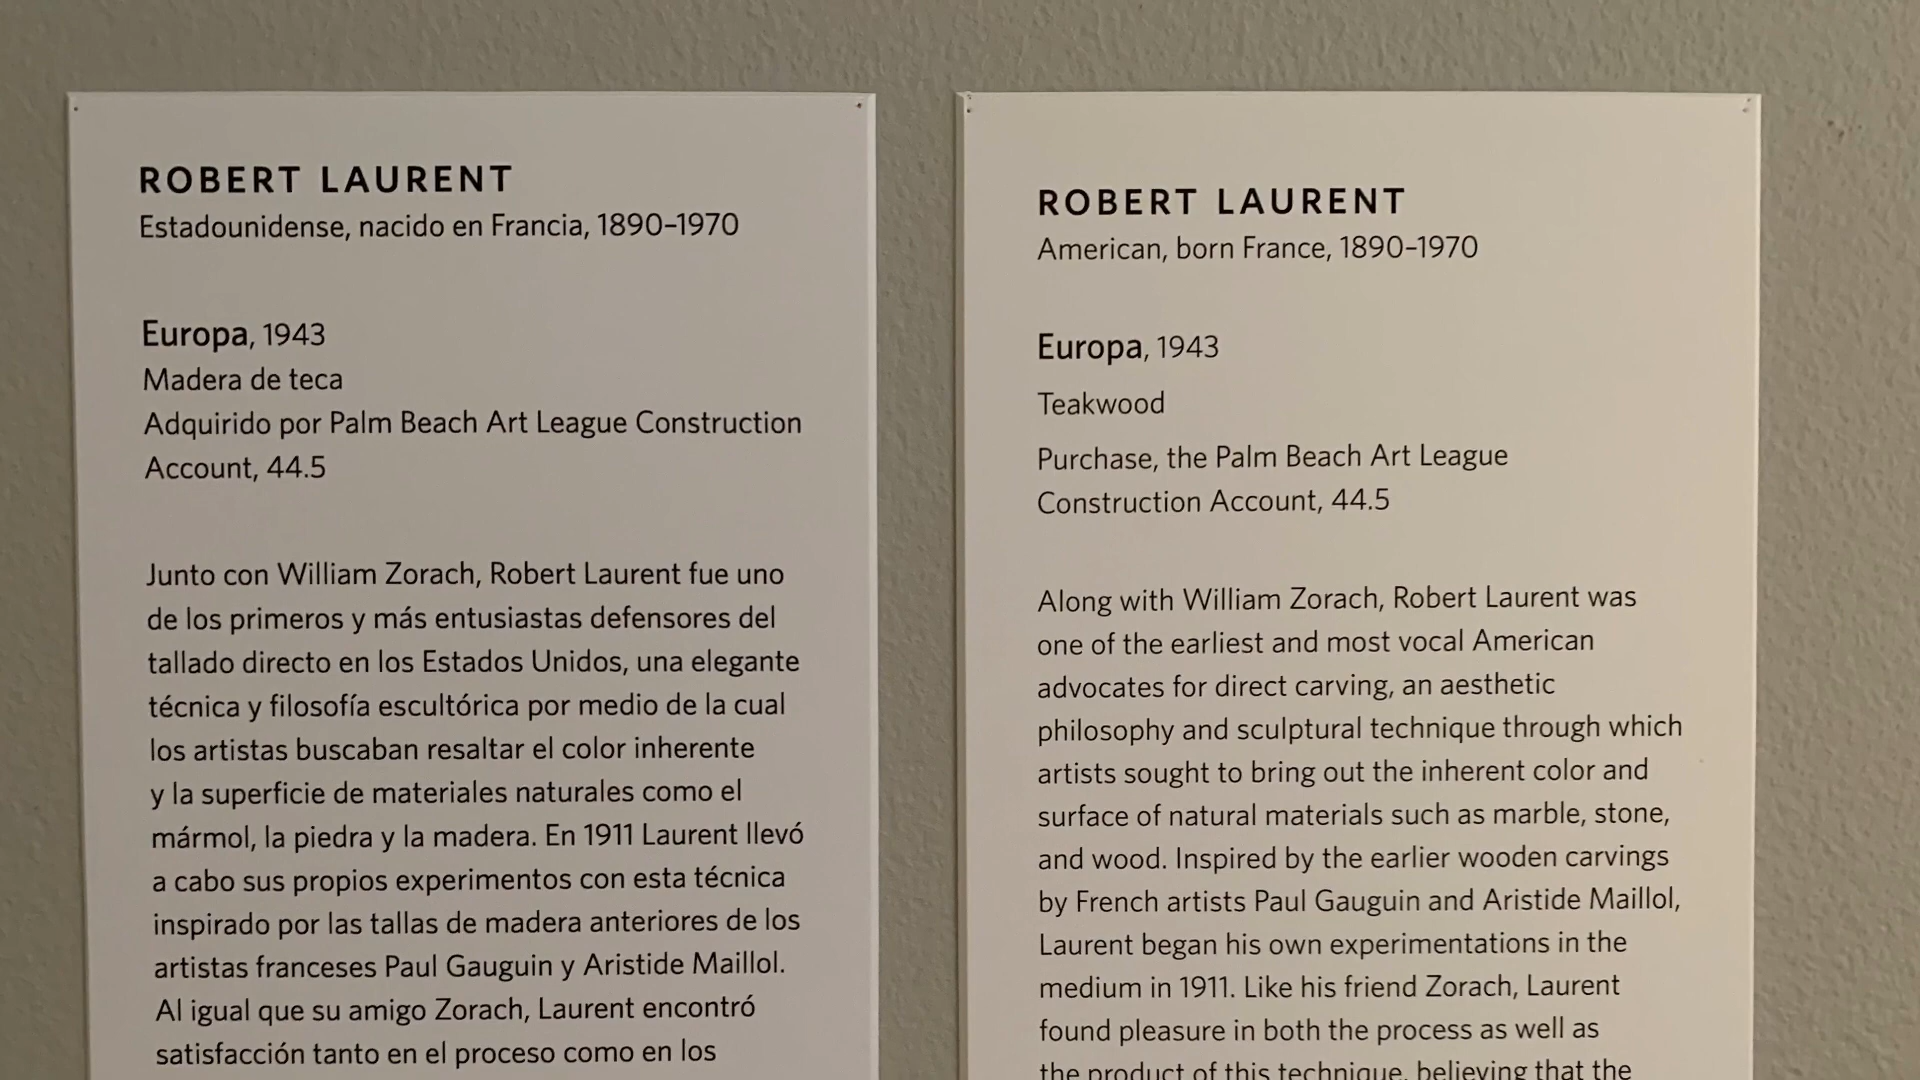 ROBERT LAURENT
Estadounidense, nacido en Francia, 1890–1970
Europa, 1943
Madera de teca
Adquirido por Palm Beach Art League Construction
Account, 44.5
Junto con William Zorach, Robert Laurent fue uno
de los primeros y más entusiastas defensores del
tallado directo en los Estados Unidos, una elegante
técnica y filosofía escultórica por medio de la cual
los artistas buscaban resaltar el color inherente
y la superficie de materiales naturales como el
mármol, la piedra y la madera. En 1911 Laurent llevó
a cabo sus propios experimentos con esta técnica
inspirado por las tallas de madera anteriores de los
artistas franceses Paul Gauguin y Aristide Maillol.
Al igual que su amigo Zorach, Laurent encontró
satisfacción tanto en el proceso como en los
ROBERT LAURENT
American, born France, 1890–1970
Europa, 1943
Teakwood
Purchase, the Palm Beach Art League
Construction Account, 44.5
Along with William Zorach, Robert Laurent was
one of the earliest and most vocal American
advocates for direct carving, an aesthetic
philosophy and sculptural technique through which
artists sought to bring out the inherent color and
surface of natural materials such as marble, stone,
and wood. Inspired by the earlier wooden carvings
by French artists Paul Gauguin and Aristide Maillol,
Laurent began his own experimentations in the
medium in 1911. Like his friend Zorach, Laurent
found pleasure in both the process as well as
the product of this technique, believing that the